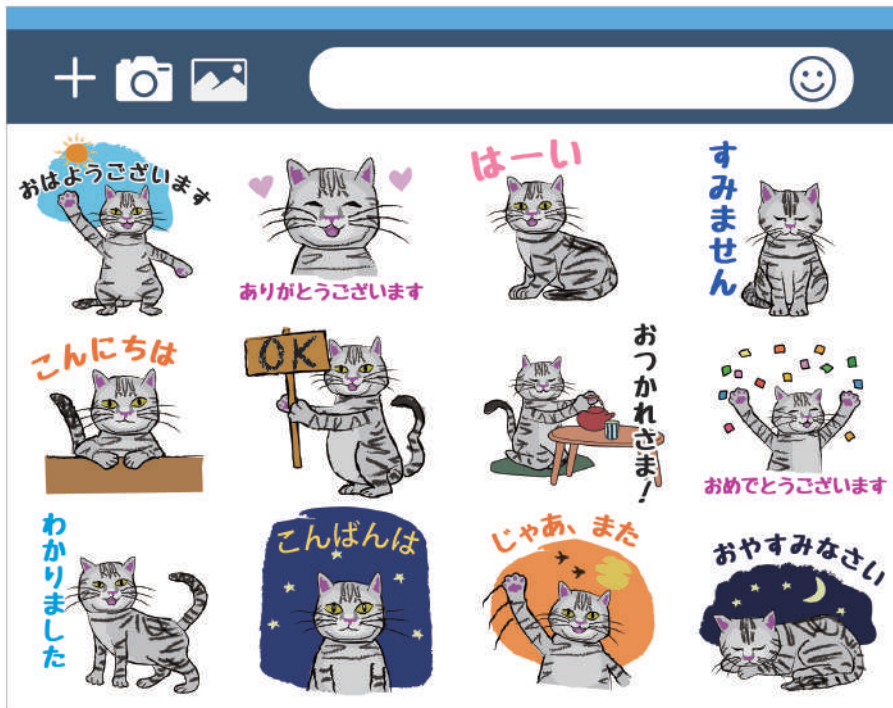 おはようございます
ありがとうございます
はーい
すみません
こんにちは
OK
おつかれさま!
おめでとうございます
わかりました
こんばんは
じゃあ、また
おやすみなさい